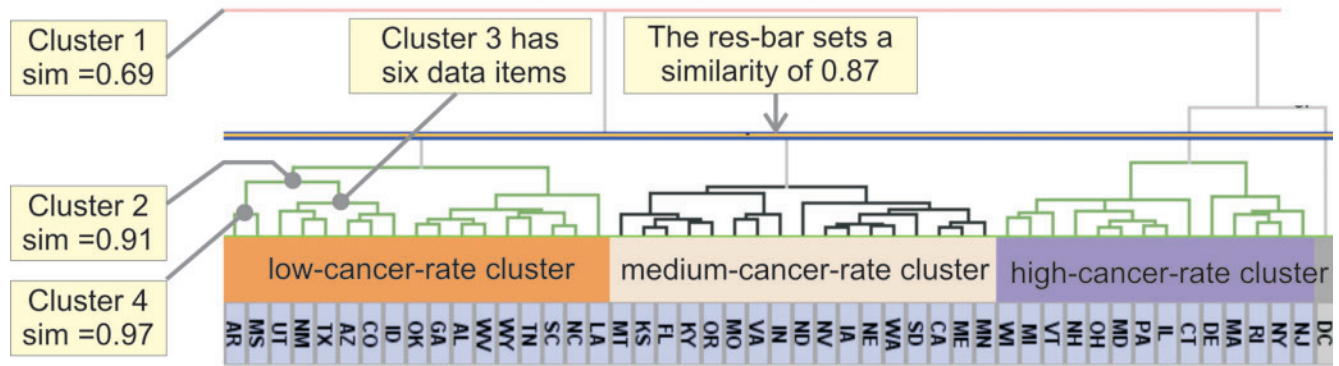 Cluster 1
sim =0.69
Cluster 3 has
six data items
The res-bar sets a
similarity of 0.87
Cluster 2
sim =0.91
Cluster 4
sim =0.97
low-cancer-rate cluster
medium-cancer-rate cluster
high-cancer-rate cluster
AR
MS
UT
NM
TX
AZ
CO
ID
OK
GA
AL
WV
WY
TN
SC
NC
LA
MT
KS
FL
KY
OR
MO
VA
IN
ND
NV
IA
NE
WA
SD
CA
ME
MN
WI
MI
VT
NH
OH
MD
PA
IL
CT
DE
MA
RI
NY
NJ
DC